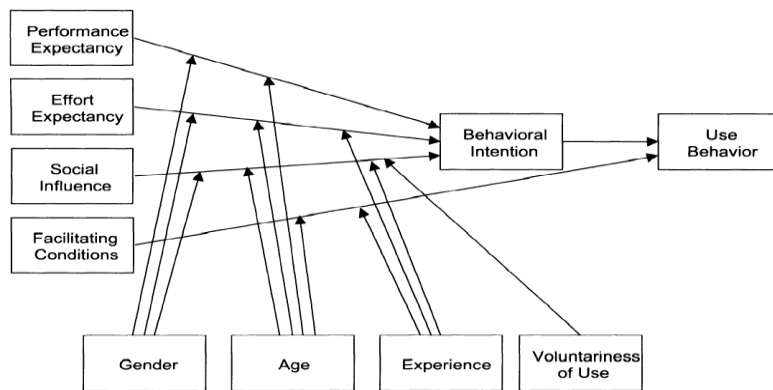 Performance
Expectancy
Effort
Expectancy
Social
Influence
Facilitating
Conditions
Behavioral
Intention
Use
Behavior
Gender
Age
Experience
Voluntariness
of Use